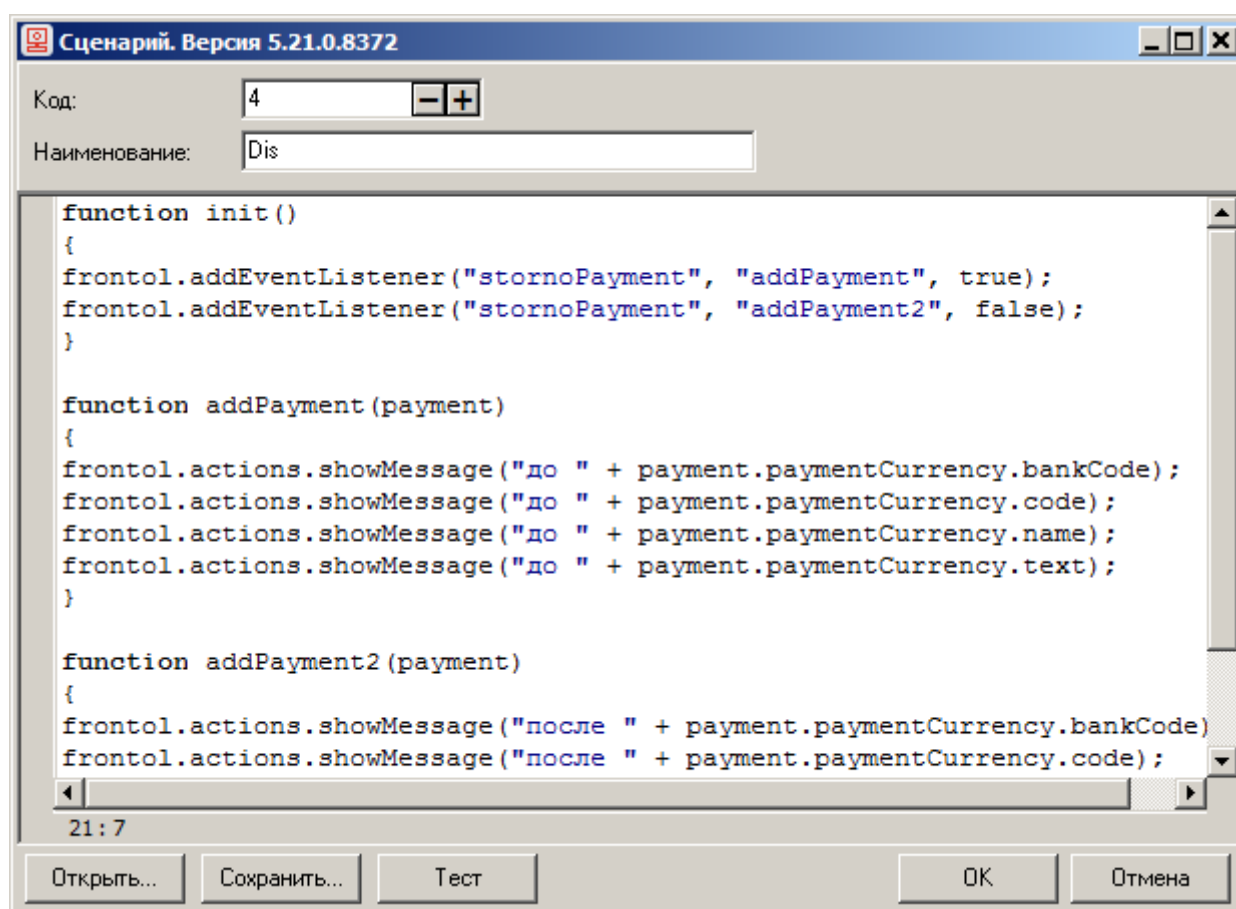 Сценарий. Версия 5.21.0.8372
Код: 4
Наименование: Dis
function init()
{
frontol.addEventListener("stornoPayment", "addPayment", true);
frontol.addEventListener("stornoPayment", "addPayment2", false);
}
function addPayment(payment)
{
frontol.actions.showMessage("до " + payment.paymentCurrency.bankCode);
frontol.actions.showMessage("до " + payment.paymentCurrency.code);
frontol.actions.showMessage("до " + payment.paymentCurrency.name);
frontol.actions.showMessage("до " + payment.paymentCurrency.text);
}
function addPayment2(payment)
{
frontol.actions.showMessage("после " + payment.paymentCurrency.bankCode)
frontol.actions.showMessage("после " + payment.paymentCurrency.code);
21:7
Открыть... Сохранить... Тест OK Отмена